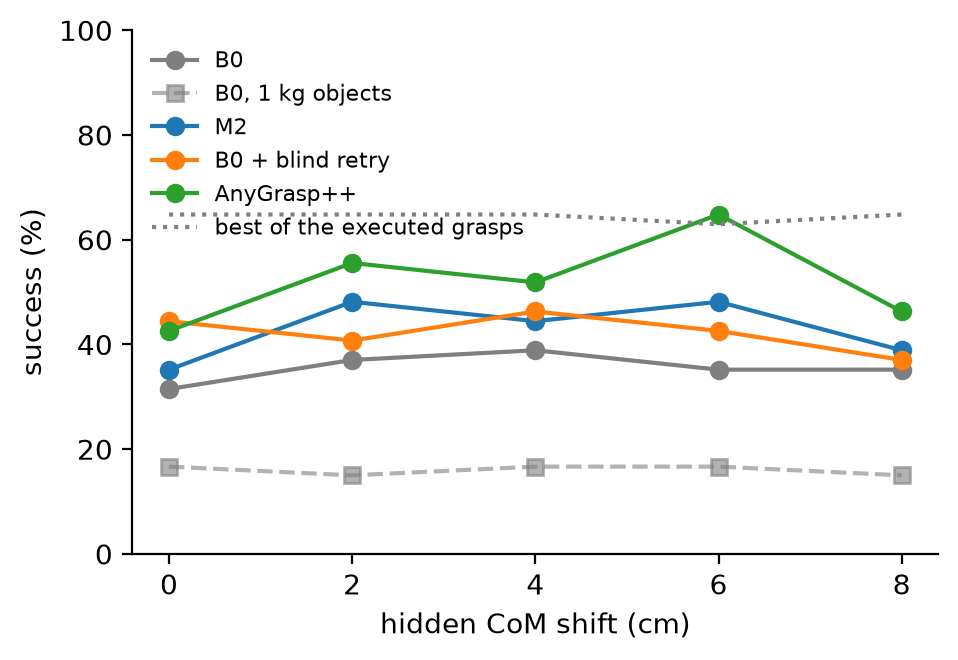 100
80
60
40
20
0
success (%)
B0
B0, 1 kg objects
M2
B0 + blind retry
AnyGrasp++
best of the executed grasps
0 2 4 6 8
hidden CoM shift (cm)